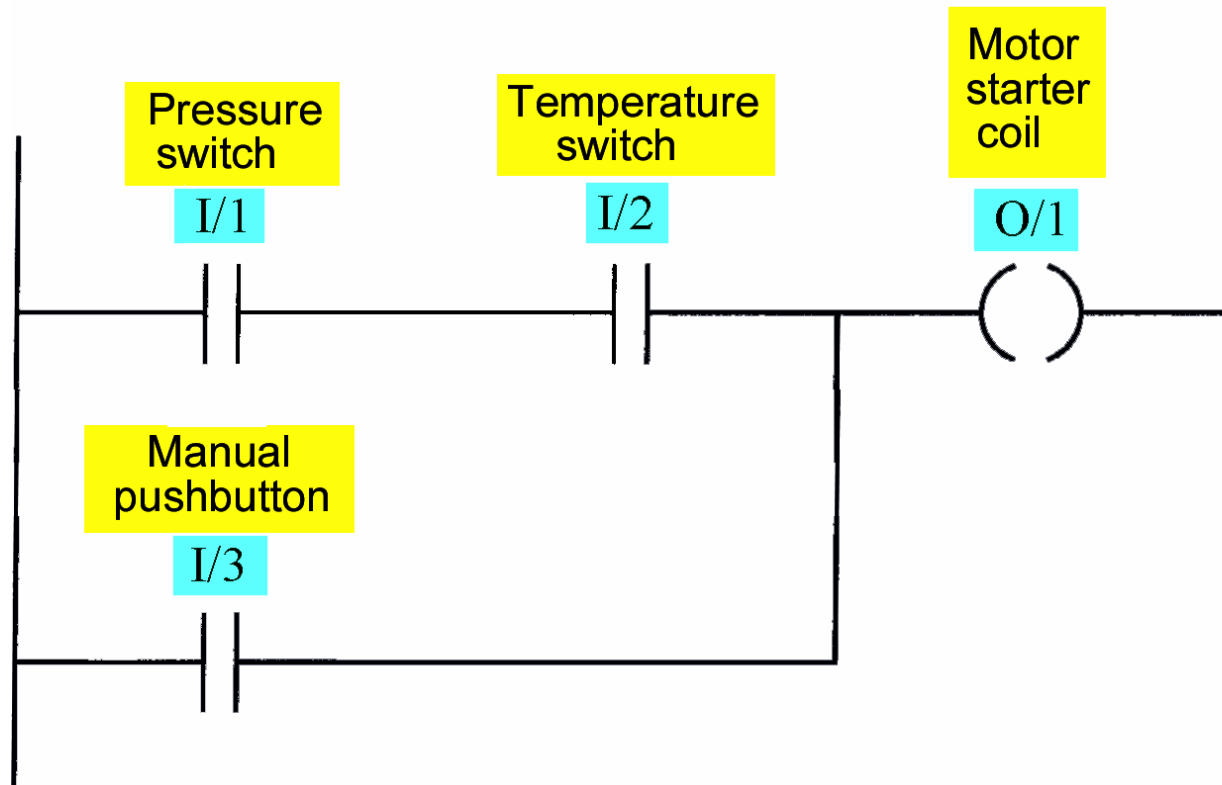 Pressure
switch
I/1
Temperature
switch
I/2
Motor
starter
coil
O/1
Manual
pushbutton
I/3